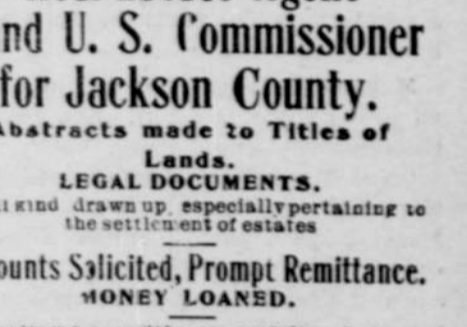 nd U. S. Commissioner
for Jackson County.
Abstracts made to Titles of
Lands.
LEGAL DOCUMENTS.
kind drawn up, especially pertaining to
the settlement of estates
ounts Solicited, Prompt Remittance.
MONEY LOANED.